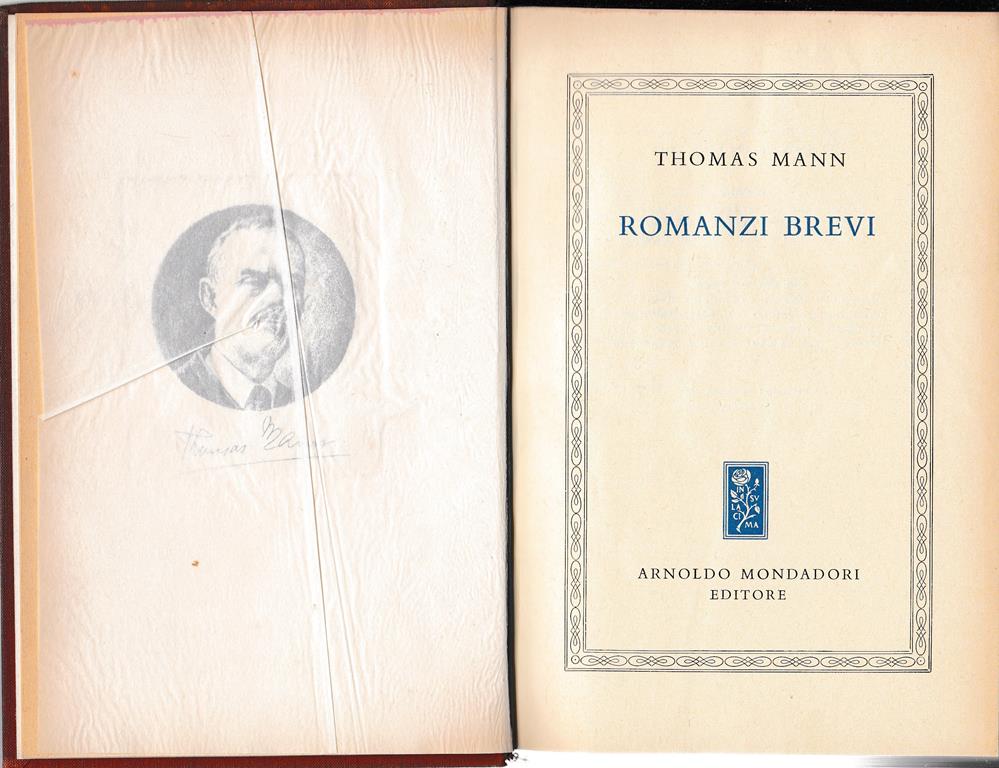 Thomas Mann
THOMAS MANN
ROMANZI BREVI
IN
SV
LA
CI
MA
ARNOLDO MONDADORI
EDITORE